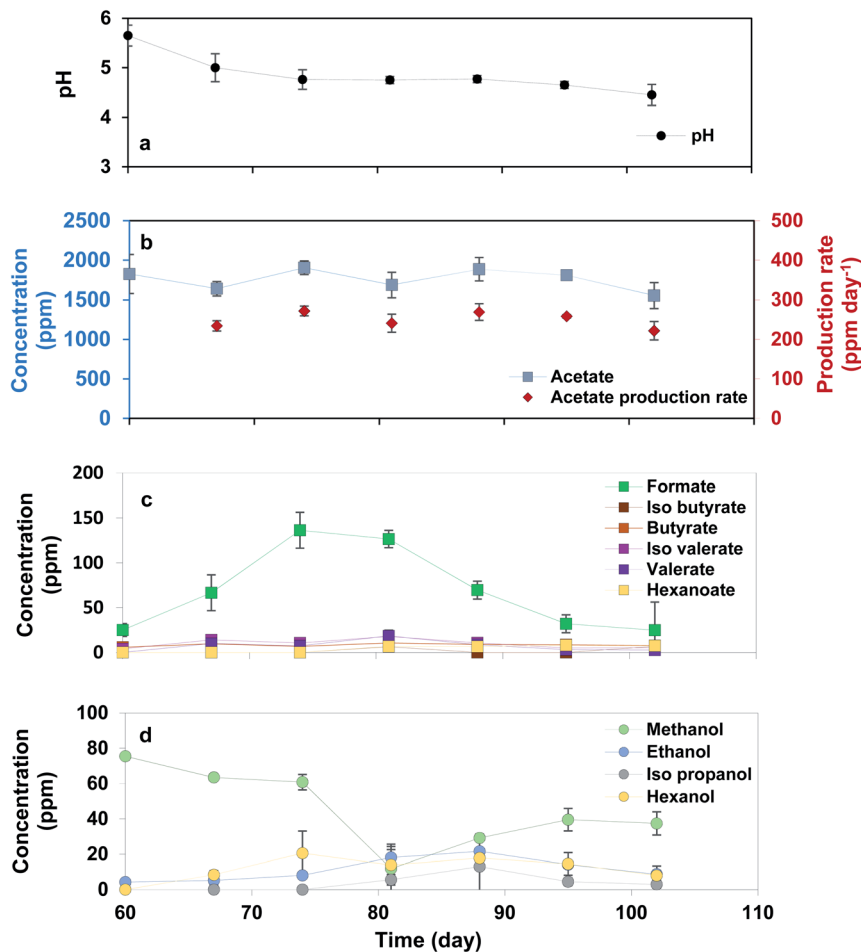 6
5
4
3
pH
a
pH
2500
2000
1500
1000
500
0
Concentration
(ppm)
b
Acetate
Acetate production rate
500
400
300
200
100
0
Production rate
(ppm day⁻¹)
200
150
100
50
0
Concentration
(ppm)
c
Formate
Iso butyrate
Butyrate
Iso valerate
Valerate
Hexanoate
100
80
60
40
20
0
Concentration
(ppm)
d
Methanol
Ethanol
Iso propanol
Hexanol
60 70 80 90 100 110
Time (day)